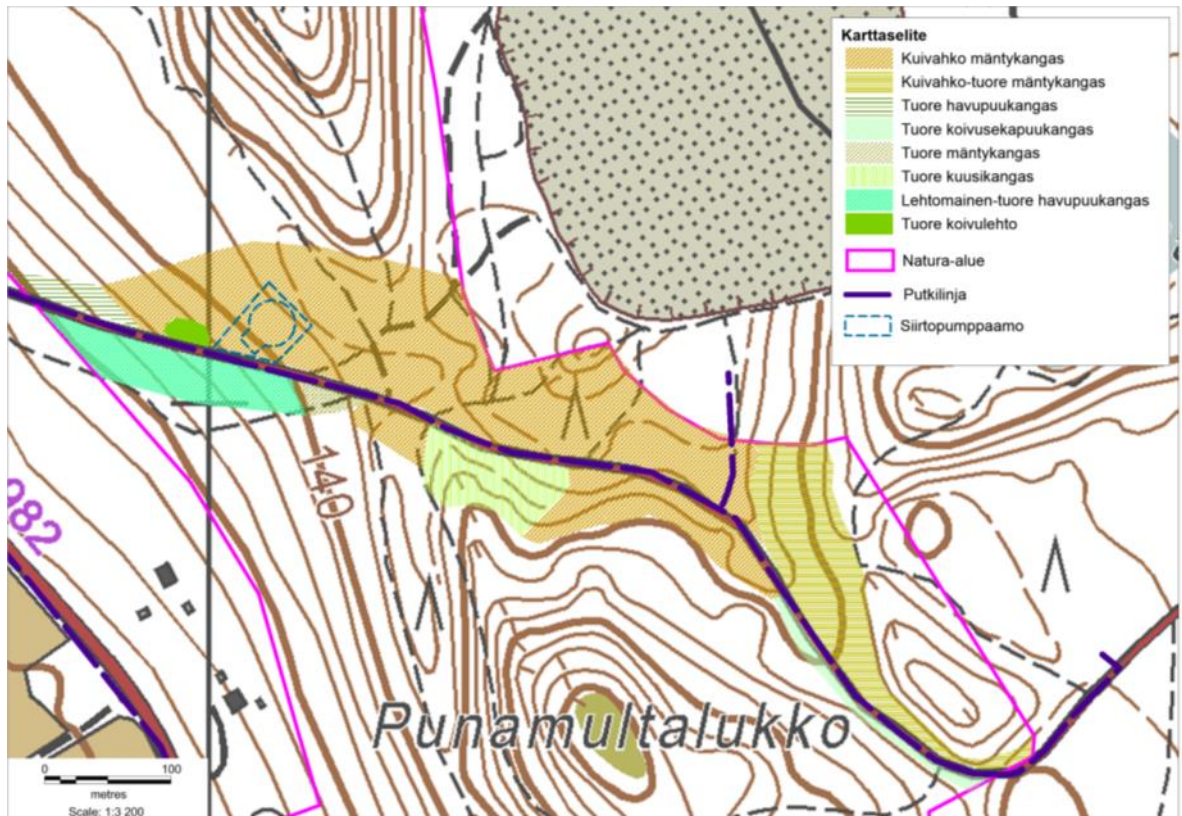 Karttaselite
Kuivahko mäntykangas
Kuivahko-tuore mäntykangas
Tuore havupuukangas
Tuore koivusekapuukangas
Tuore mäntykangas
Tuore kuusikangas
Lehtomainen-tuore havupuukangas
Tuore koivulehto
Natura-alue
Putkilinja
Siirtopumppaamo
140
982
Punamultalukko
0 100
metres
Scale: 1:3 200